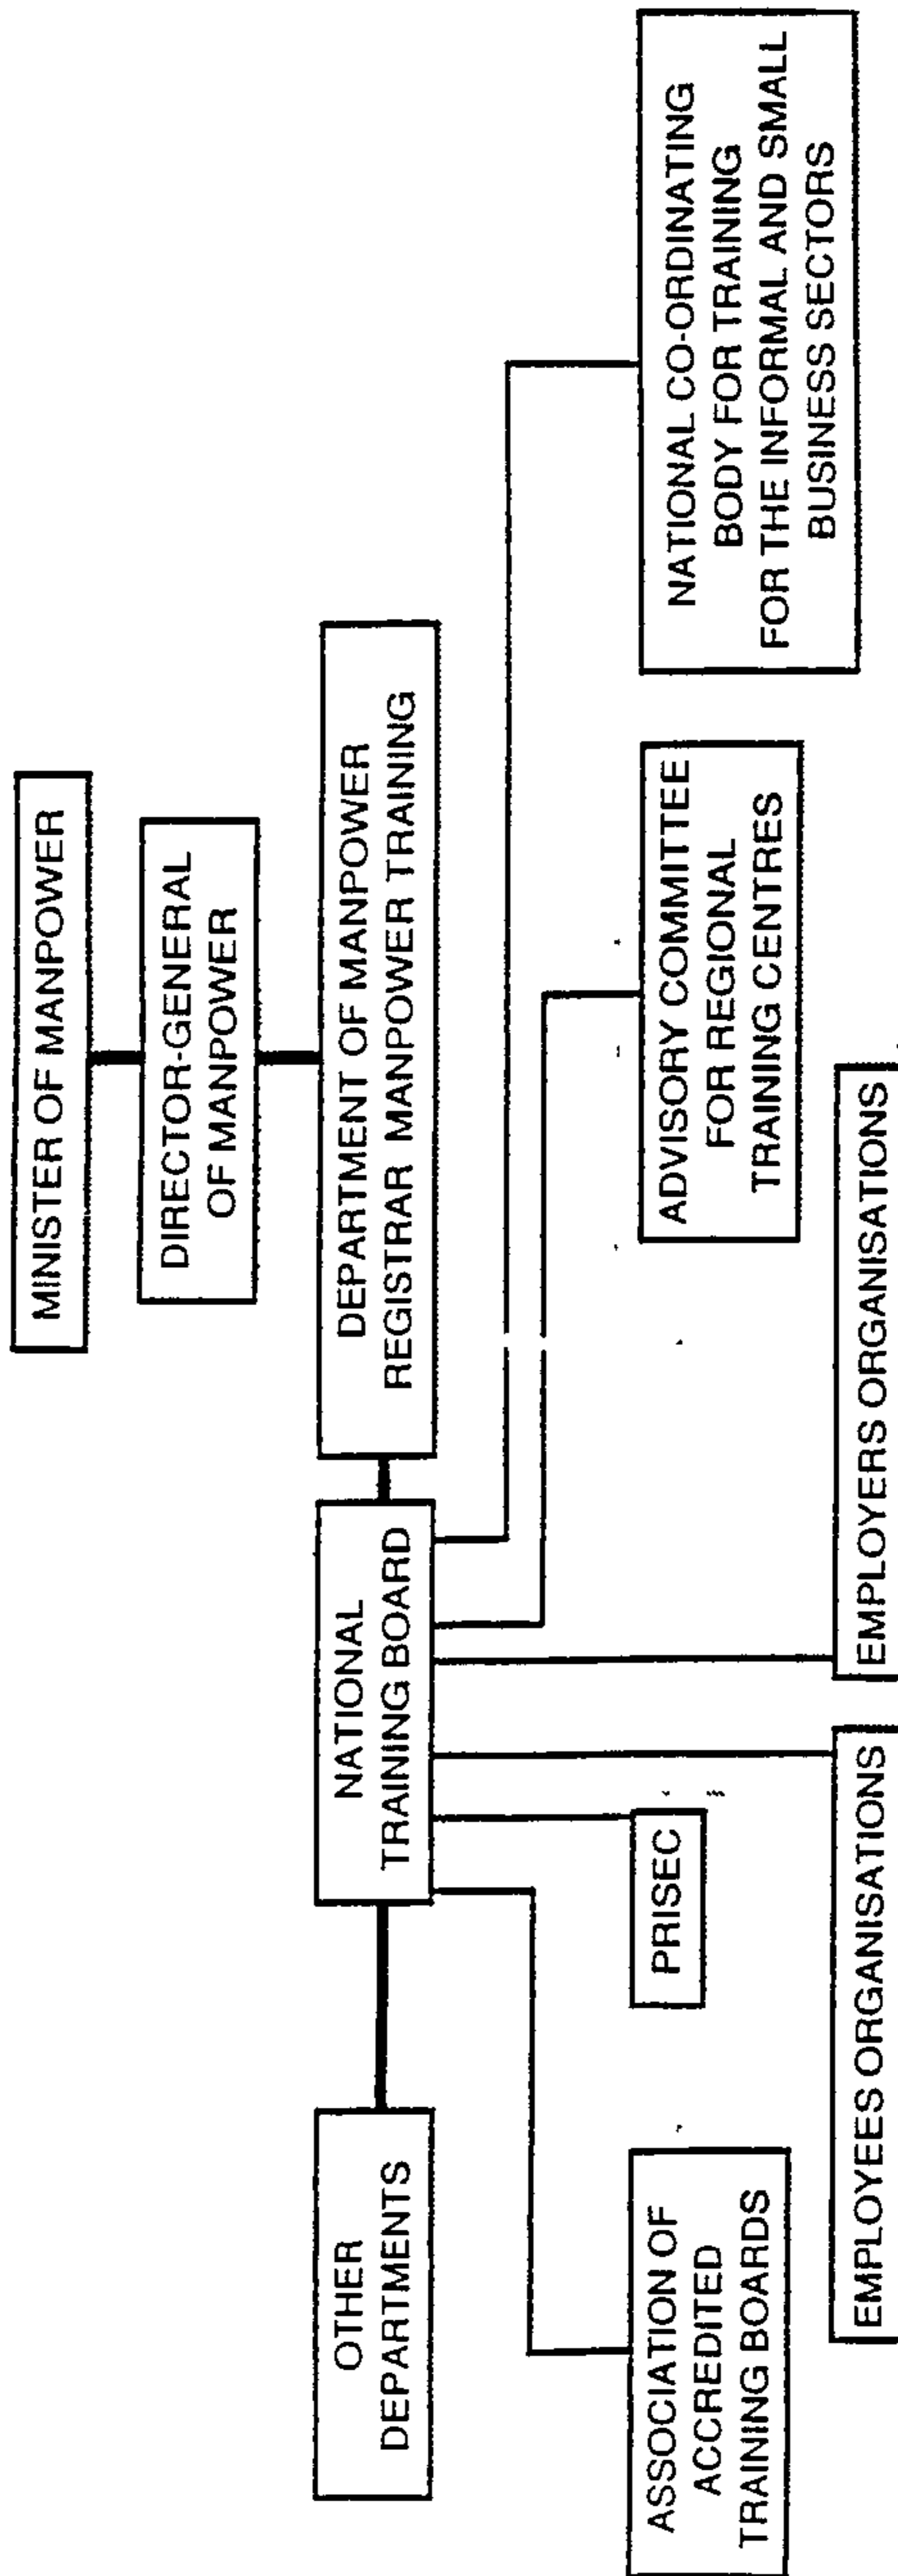 MINISTER OF MANPOWER
DIRECTOR-GENERAL
OF MANPOWER
OTHER
DEPARTMENTS
NATIONAL
TRAINING BOARD
DEPARTMENT OF MANPOWER
REGISTRAR MANPOWER TRAINING
ASSOCIATION OF
ACCREDITED
TRAINING BOARDS
PRISEC
ADVISORY COMMITTEE
FOR REGIONAL
TRAINING CENTRES
NATIONAL CO-ORDINATING
BODY FOR TRAINING
FOR THE INFORMAL AND SMALL
BUSINESS SECTORS
EMPLOYEES ORGANISATIONS
EMPLOYERS ORGANISATIONS